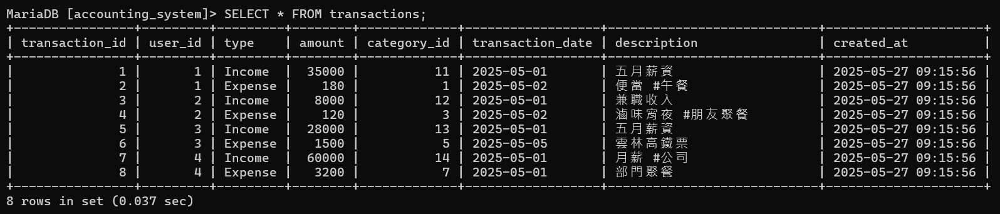 MariaDB [accounting_system]> SELECT * FROM transactions;
+----------------+---------+---------+--------+-------------+------------------+----------------------------+---------------------+
| transaction_id | user_id | type    | amount | category_id | transaction_date | description                | created_at          |
+----------------+---------+---------+--------+-------------+------------------+----------------------------+---------------------+
|              1 |       1 | Income  |  35000 |          11 | 2025-05-01       | 五月薪資                   | 2025-05-27 09:15:56 |
|              2 |       1 | Expense |    180 |           1 | 2025-05-02       | 便當 #午餐                 | 2025-05-27 09:15:56 |
|              3 |       2 | Income  |   8000 |          12 | 2025-05-01       | 兼職收入                   | 2025-05-27 09:15:56 |
|              4 |       2 | Expense |    120 |           3 | 2025-05-02       | 滷味宵夜 #朋友聚餐         | 2025-05-27 09:15:56 |
|              5 |       3 | Income  |  28000 |          13 | 2025-05-01       | 五月薪資                   | 2025-05-27 09:15:56 |
|              6 |       3 | Expense |   1500 |           5 | 2025-05-05       | 雲林高鐵票                 | 2025-05-27 09:15:56 |
|              7 |       4 | Income  |  60000 |          14 | 2025-05-01       | 月薪 #公司                 | 2025-05-27 09:15:56 |
|              8 |       4 | Expense |   3200 |           7 | 2025-05-01       | 部門聚餐                   | 2025-05-27 09:15:56 |
+----------------+---------+---------+--------+-------------+------------------+----------------------------+---------------------+
8 rows in set (0.037 sec)